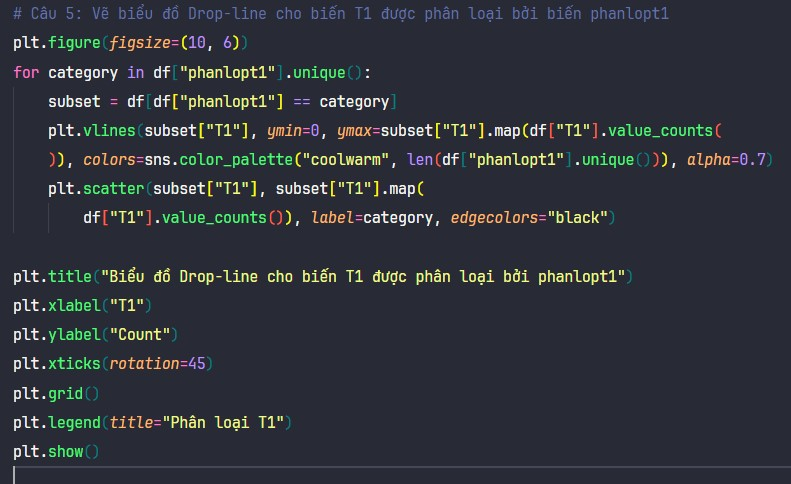 # Câu 5: Vẽ biểu đồ Drop-line cho biến T1 được phân loại bởi biến phanlopt1
plt.figure(figsize=(10, 6))
for category in df["phanlopt1"].unique():
    subset = df[df["phanlopt1"] == category]
    plt.vlines(subset["T1"], ymin=0, ymax=subset["T1"].map(df["T1"].value_counts(
    )), colors=sns.color_palette("coolwarm", len(df["phanlopt1"].unique())), alpha=0.7)
    plt.scatter(subset["T1"], subset["T1"].map(
        df["T1"].value_counts()), label=category, edgecolors="black")
plt.title("Biểu đồ Drop-line cho biến T1 được phân loại bởi phanlopt1")
plt.xlabel("T1")
plt.ylabel("Count")
plt.xticks(rotation=45)
plt.grid()
plt.legend(title="Phân loại T1")
plt.show()